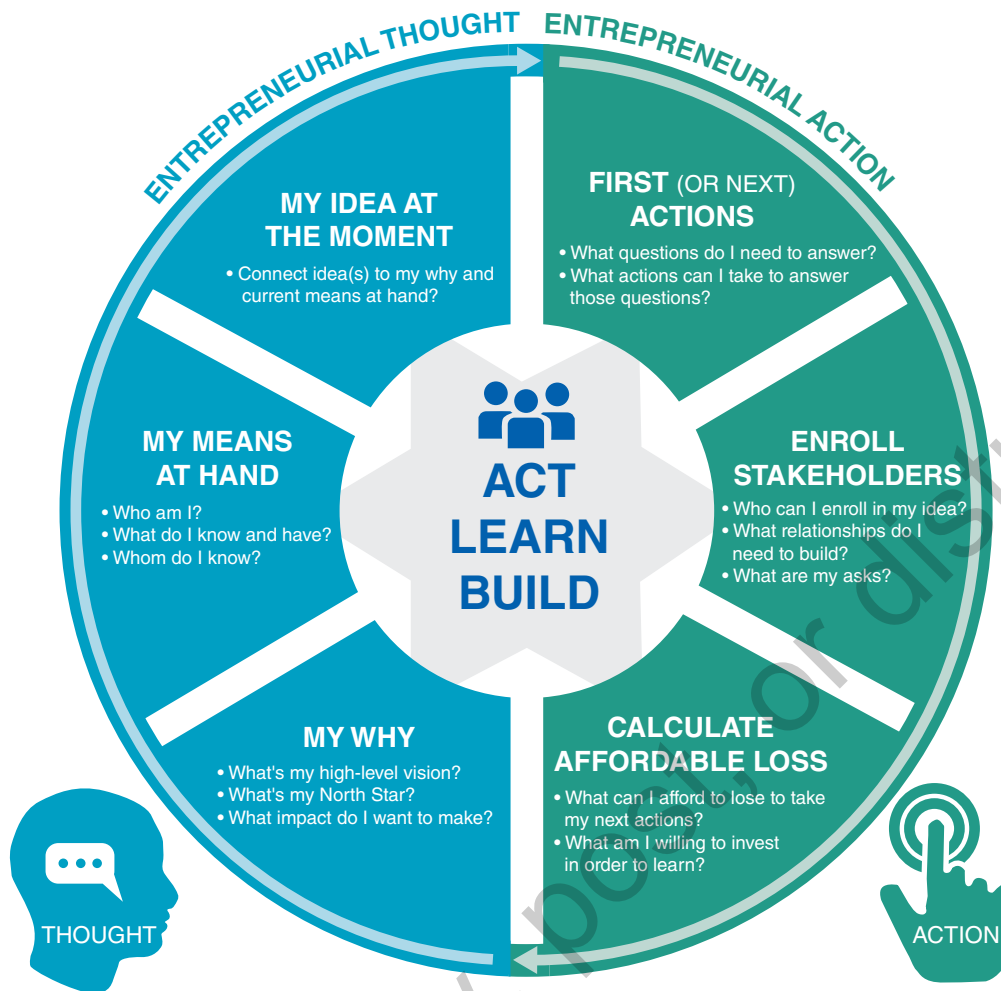 ENTREPRENEURIAL THOUGHT
ENTREPRENEURIAL ACTION
MY IDEA AT
THE MOMENT
• Connect idea(s) to my why and
current means at hand?
FIRST (OR NEXT)
ACTIONS
• What questions do I need to answer?
• What actions can I take to answer
those questions?
MY MEANS
AT HAND
• Who am I?
• What do I know and have?
• Whom do I know?
ACT
LEARN
BUILD
ENROLL
STAKEHOLDERS
• Who can I enroll in my idea?
• What relationships do I
need to build?
• What are my asks?
MY WHY
• What's my high-level vision?
• What's my North Star?
• What impact do I want to make?
CALCULATE
AFFORDABLE LOSS
• What can I afford to lose to take
my next actions?
• What am I willing to invest
in order to learn?
THOUGHT
ACTION
post, or